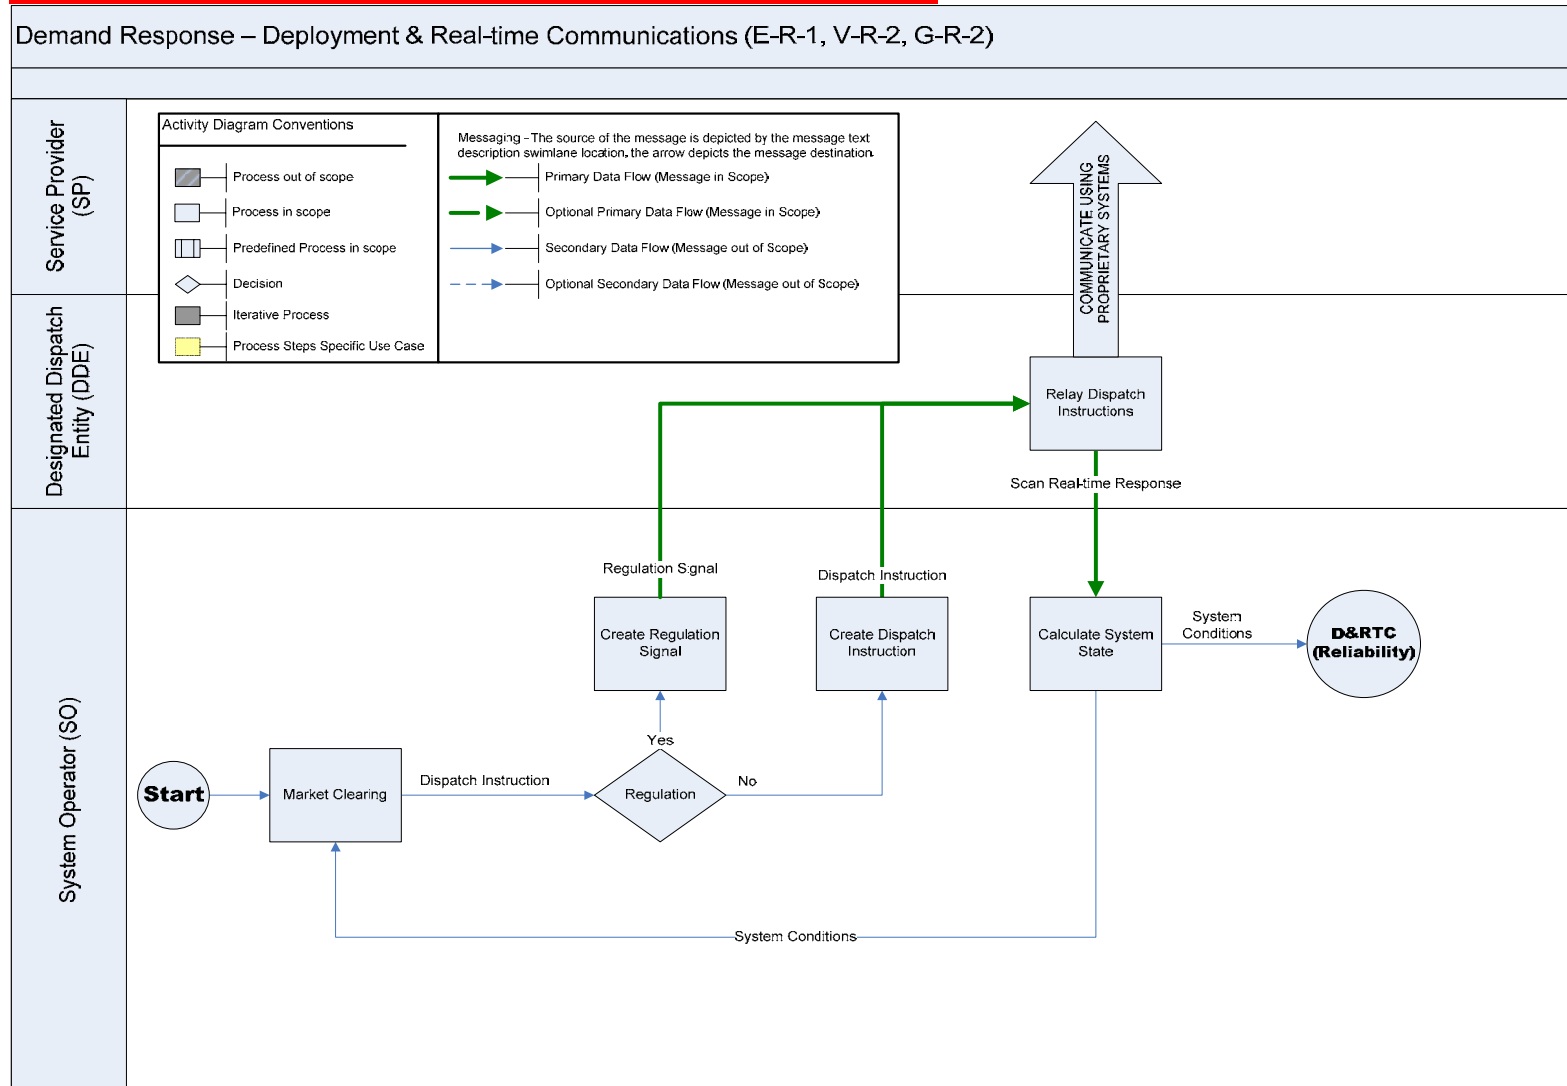 Demand Response – Deployment & Real-time Communications (E-R-1, V-R-2, G-R-2)
Service Provider
(SP)
Activity Diagram Conventions
Process out of scope
Process in scope
Predefined Process in scope
Decision
Iterative Process
Process Steps Specific Use Case
Messaging - The source of the message is depicted by the message text
description swimlane location, the arrow depicts the message destination.
Primary Data Flow (Message in Scope)
Optional Primary Data Flow (Message in Scope)
Secondary Data Flow (Message out of Scope)
Optional Secondary Data Flow (Message out of Scope)
COMMUNICATE USING
PROPRIETARY SYSTEMS
Designated Dispatch
Entity (DDE)
Relay Dispatch
Instructions
Scan Real-time Response
System Operator (SO)
Regulation Signal
Dispatch Instruction
Create Regulation
Signal
Create Dispatch
Instruction
Calculate System
State
System
Conditions
D&RTC
(Reliability)
Start
Market Clearing
Dispatch Instruction
Yes
Regulation
No
System Conditions